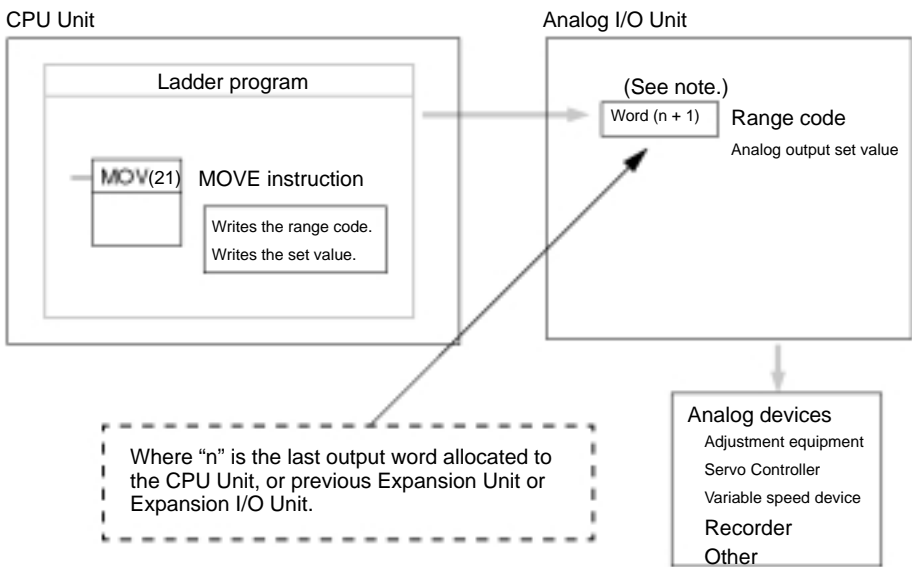 CPU Unit
Analog I/O Unit
Ladder program
(See note.)
Word (n + 1)
Range code
Analog output set value
MOV(21)
MOVE instruction
Writes the range code.
Writes the set value.
Where “n” is the last output word allocated to
the CPU Unit, or previous Expansion Unit or
Expansion I/O Unit.
Analog devices
Adjustment equipment
Servo Controller
Variable speed device
Recorder
Other